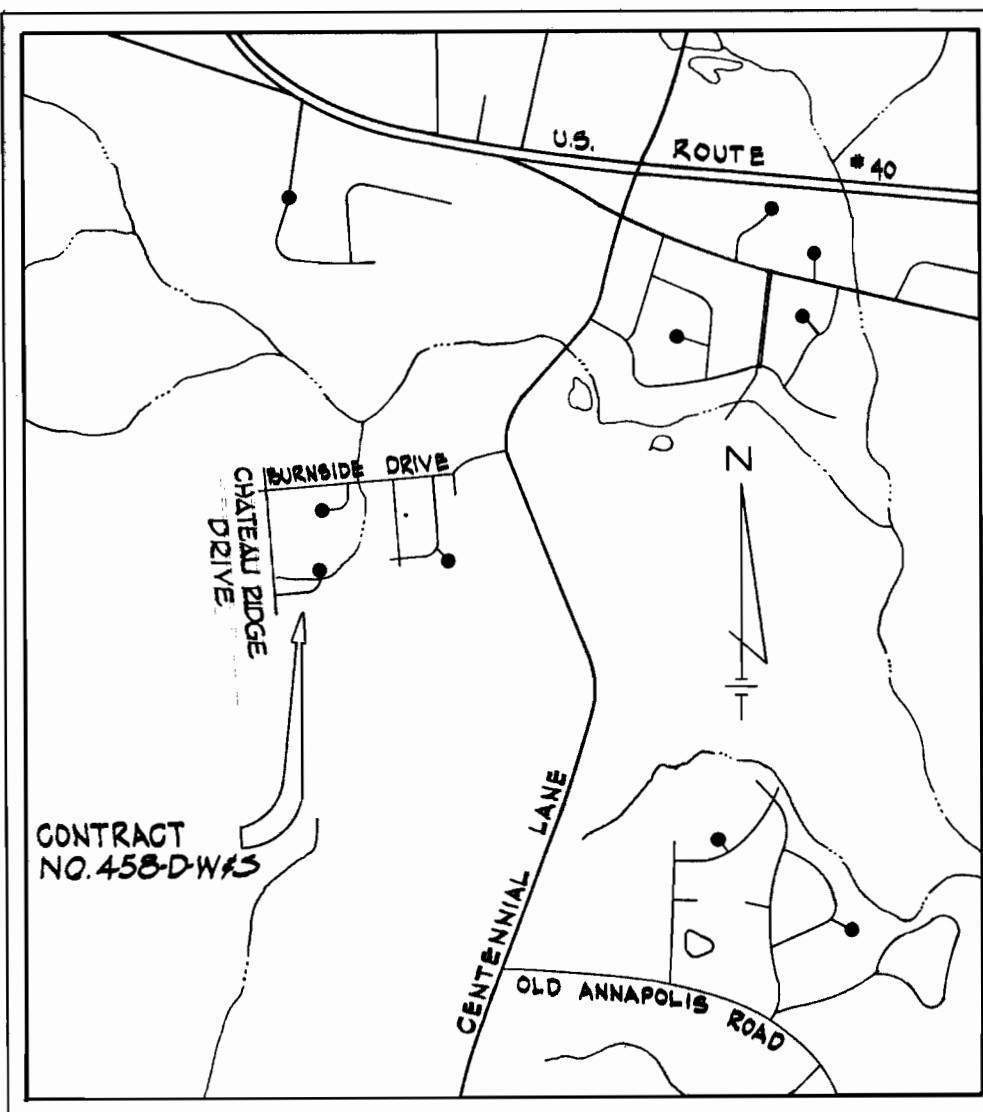 U.S. ROUTE #40
N
BURNSIDE DRIVE
CHATEAU RIDGE
DRIVE
CONTRACT
NO. 458-D-W&S
CENTENNIAL LANE
OLD ANNAPOLIS ROAD